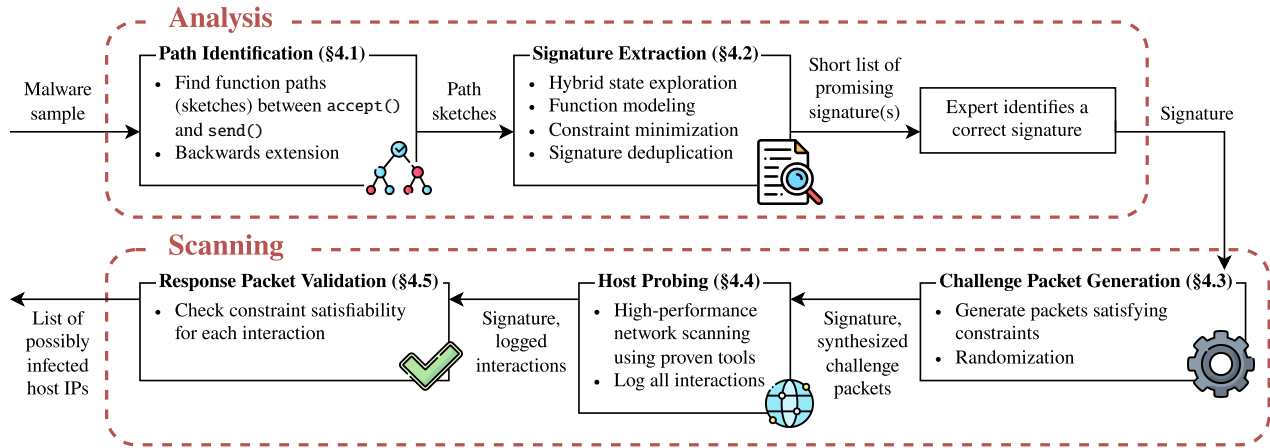 Analysis
Malware
sample
Path Identification (§4.1)
• Find function paths
(sketches) between accept()
and send()
• Backwards extension
Path
sketches
Signature Extraction (§4.2)
• Hybrid state exploration
• Function modeling
• Constraint minimization
• Signature deduplication
Short list of
promising
signature(s)
Expert identifies a
correct signature
Signature
Scanning
Challenge Packet Generation (§4.3)
• Generate packets satisfying
constraints
• Randomization
Signature,
synthesized
challenge
packets
Host Probing (§4.4)
• High-performance
network scanning
using proven tools
• Log all interactions
Signature,
logged
interactions
Response Packet Validation (§4.5)
• Check constraint satisfiability
for each interaction
List of
possibly
infected
host IPs